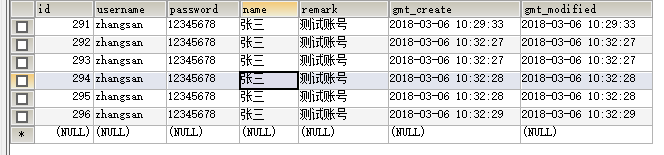 id username password name remark gmt_create gmt_modified
291 zhangsan 12345678 张三 测试账号 2018-03-06 10:29:33 2018-03-06 10:29:33
292 zhangsan 12345678 张三 测试账号 2018-03-06 10:32:27 2018-03-06 10:32:27
293 zhangsan 12345678 张三 测试账号 2018-03-06 10:32:27 2018-03-06 10:32:27
294 zhangsan 12345678 张三 测试账号 2018-03-06 10:32:28 2018-03-06 10:32:28
295 zhangsan 12345678 张三 测试账号 2018-03-06 10:32:28 2018-03-06 10:32:28
296 zhangsan 12345678 张三 测试账号 2018-03-06 10:32:29 2018-03-06 10:32:29
* (NULL) (NULL) (NULL) (NULL) (NULL) (NULL) (NULL)